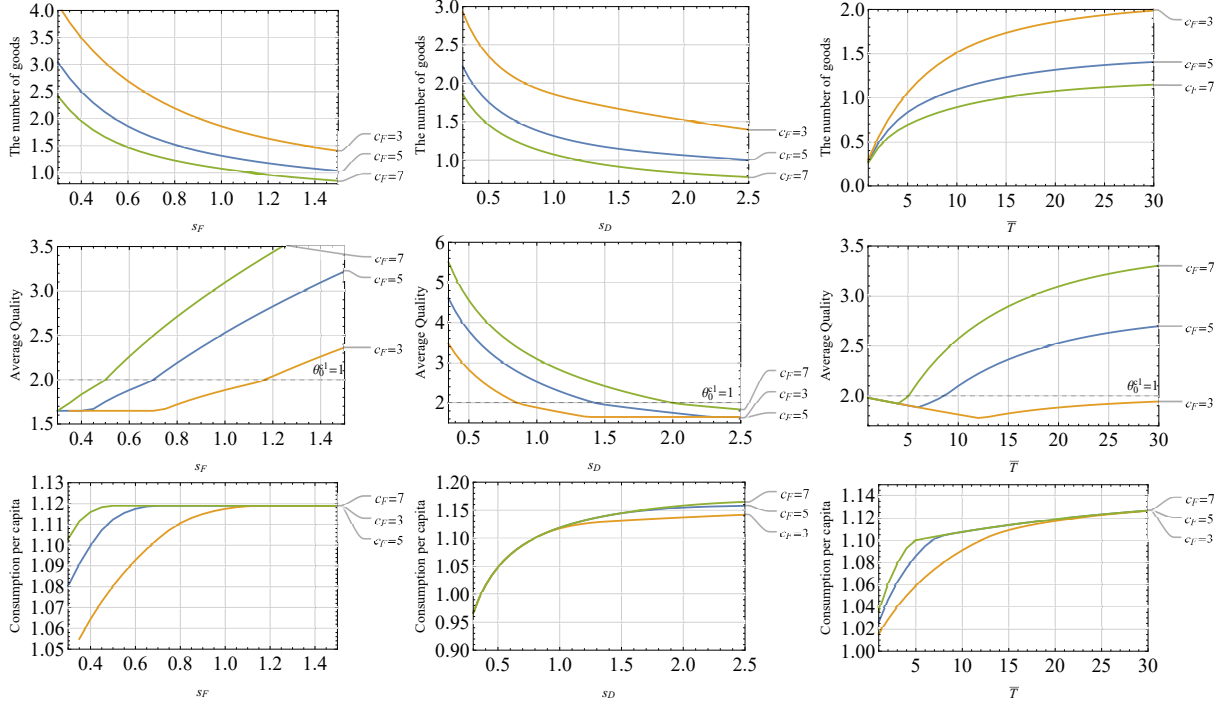 The number of goods
4.0
3.5
3.0
2.5
2.0
1.5
1.0
0.4
0.6
0.8
1.0
1.2
1.4
s_F
c_F=3
c_F=5
c_F=7
The number of goods
3.0
2.5
2.0
1.5
1.0
0.5
1.0
1.5
2.0
2.5
s_D
c_F=3
c_F=5
c_F=7
The number of goods
2.0
1.5
1.0
0.5
0.0
5
10
15
20
25
30
T̅
c_F=3
c_F=5
c_F=7
Average Quality
3.5
3.0
2.5
2.0
1.5
0.4
0.6
0.8
1.0
1.2
1.4
s_F
θ_0^{c1}=1
c_F=7
c_F=5
c_F=3
Average Quality
6
5
4
3
2
1
0.5
1.0
1.5
2.0
2.5
s_D
θ_0^{c1}=1
c_F=7
c_F=3
c_F=5
Average Quality
3.5
3.0
2.5
2.0
5
10
15
20
25
30
T̅
θ_0^{c1}=1
c_F=7
c_F=5
c_F=3
Consumption per capita
1.13
1.12
1.11
1.10
1.09
1.08
1.07
1.06
1.05
0.4
0.6
0.8
1.0
1.2
1.4
s_F
c_F=7
c_F=3
c_F=5
Consumption per capita
1.20
1.15
1.10
1.05
1.00
0.95
0.90
0.5
1.0
1.5
2.0
2.5
s_D
c_F=7
c_F=5
c_F=3
Consumption per capita
1.14
1.12
1.10
1.08
1.06
1.04
1.02
1.00
5
10
15
20
25
30
T̅
c_F=7
c_F=5
c_F=3